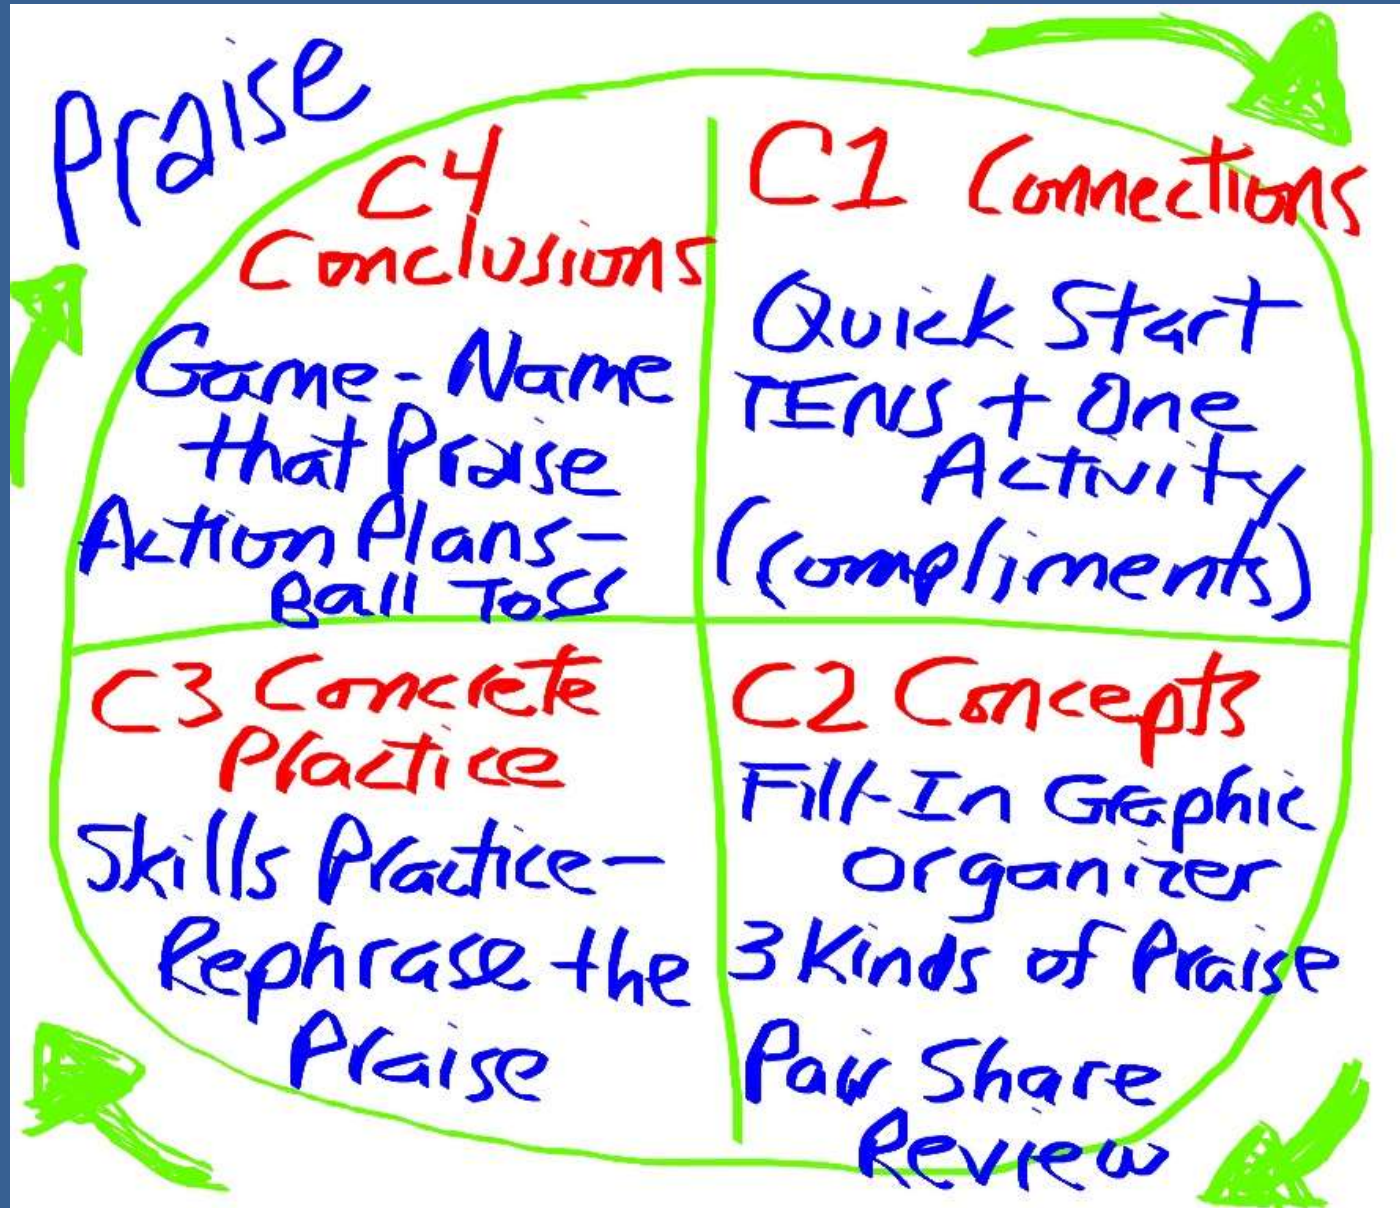 Praise
C1 Connections
Quick Start
TENS + One
Activity
(Compliments)
C2 Concepts
Fill-In Graphic
Organizer
3 Kinds of Praise
Pair Share
Review
C3 Concrete
Practice
Skills Practice-
Rephrase the
Praise
C4
Conclusions
Game - Name
that Praise
Action Plans-
Ball Toss